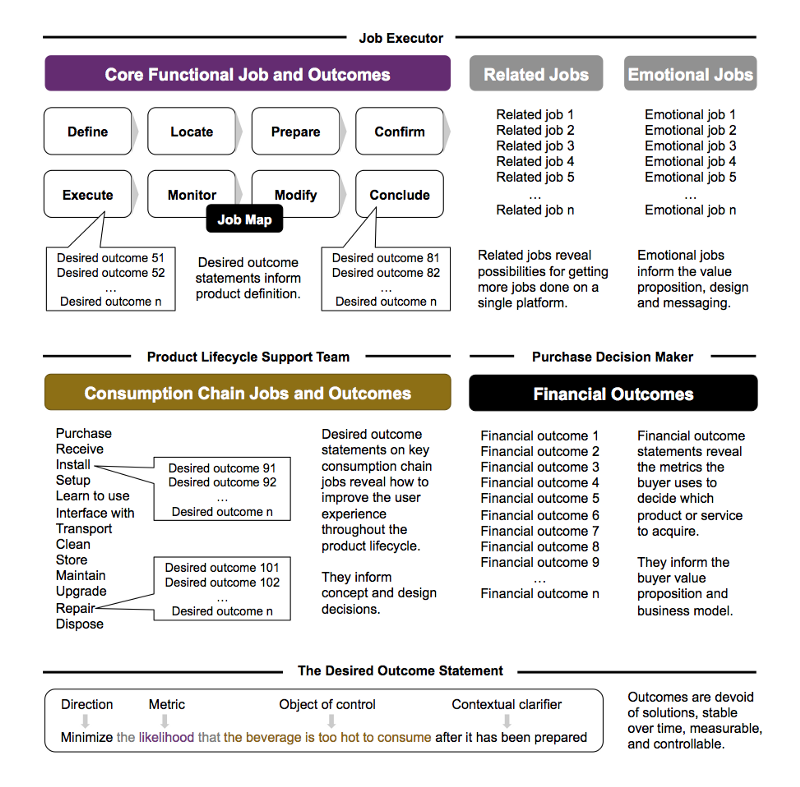 Job Executor
Core Functional Job and Outcomes
Define
Locate
Prepare
Confirm
Execute
Monitor
Modify
Conclude
Job Map
Desired outcome 51
Desired outcome 52
…
Desired outcome n
Desired outcome
statements inform
product definition.
Desired outcome 81
Desired outcome 82
…
Desired outcome n
Related Jobs
Related job 1
Related job 2
Related job 3
Related job 4
Related job 5
…
Related job n
Related jobs reveal
possibilities for getting
more jobs done on a
single platform.
Emotional Jobs
Emotional job 1
Emotional job 2
Emotional job 3
Emotional job 4
Emotional job 5
…
Emotional job n
Emotional jobs
inform the value
proposition, design
and messaging.
Product Lifecycle Support Team
Consumption Chain Jobs and Outcomes
Purchase
Receive
Install
Setup
Learn to use
Interface with
Transport
Clean
Store
Maintain
Upgrade
Repair
Dispose
Desired outcome 91
Desired outcome 92
…
Desired outcome n
Desired outcome 101
Desired outcome 102
…
Desired outcome n
Desired outcome
statements on key
consumption chain
jobs reveal how to
improve the user
experience
throughout the
product lifecycle.
They inform
concept and design
decisions.
Purchase Decision Maker
Financial Outcomes
Financial outcome 1
Financial outcome 2
Financial outcome 3
Financial outcome 4
Financial outcome 5
Financial outcome 6
Financial outcome 7
Financial outcome 8
Financial outcome 9
…
Financial outcome n
Financial outcome
statements reveal
the metrics the
buyer uses to
decide which
product or service
to acquire.
They inform the
buyer value
proposition and
business model.
The Desired Outcome Statement
Direction
Metric
Object of control
Contextual clarifier
Minimize the likelihood that the beverage is too hot to consume after it has been prepared
Outcomes are devoid
of solutions, stable
over time, measurable,
and controllable.